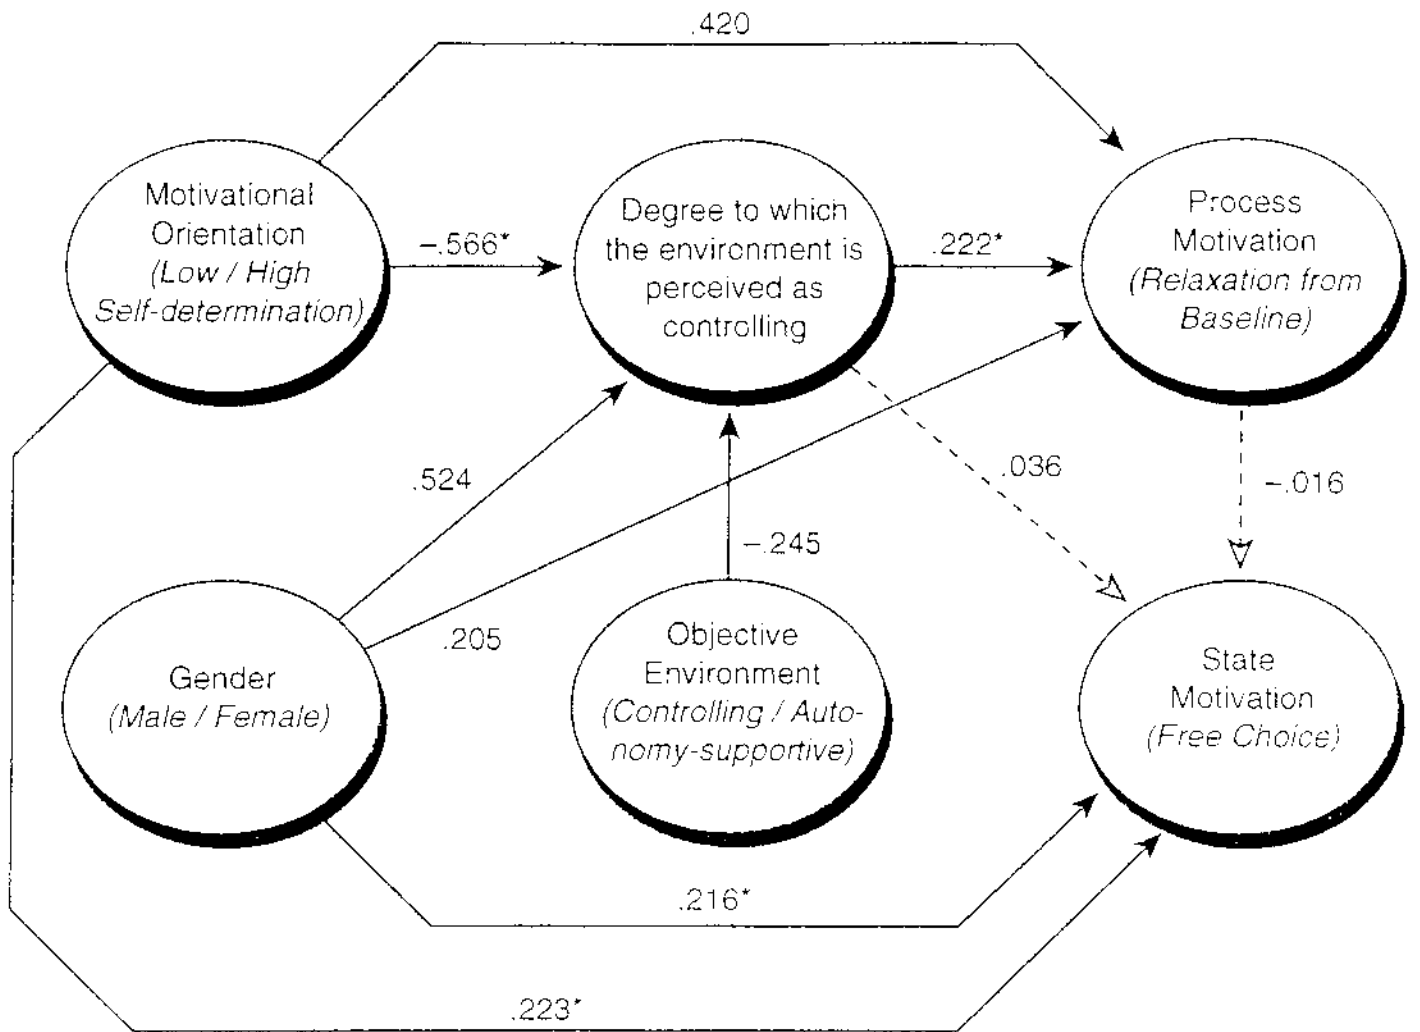 .420
Motivational
Orientation
(Low / High
Self-determination)
–.566*
Degree to which
the environment is
perceived as
controlling
.222*
Process
Motivation
(Relaxation from
Baseline)
.524
.205
–.245
.036
–.016
Gender
(Male / Female)
Objective
Environment
(Controlling / Auto-
nomy-supportive)
State
Motivation
(Free Choice)
.216*
.223*